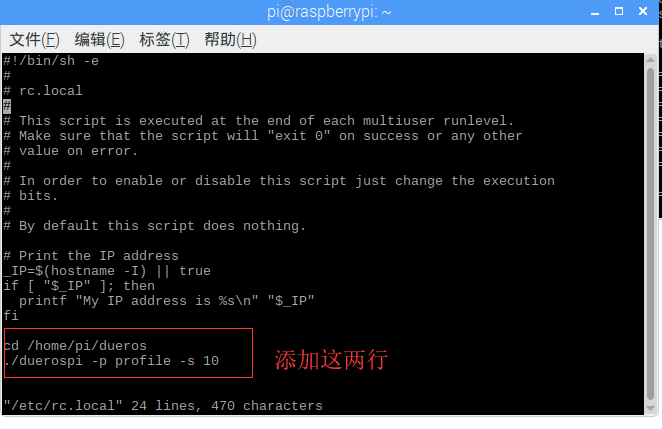 pi@raspberrypi: ~
文件(F) 编辑(E) 标签(T) 帮助(H)
#!/bin/sh -e
#
# rc.local
#
# This script is executed at the end of each multiuser runlevel.
# Make sure that the script will "exit 0" on success or any other
# value on error.
#
# In order to enable or disable this script just change the execution
# bits.
#
# By default this script does nothing.
# Print the IP address
_IP=$(hostname -I) || true
if [ "$_IP" ]; then
  printf "My IP address is %s\n" "$_IP"
fi
cd /home/pi/dueros
./duerospi -p profile -s 10
添加这两行
"/etc/rc.local" 24 lines, 470 characters